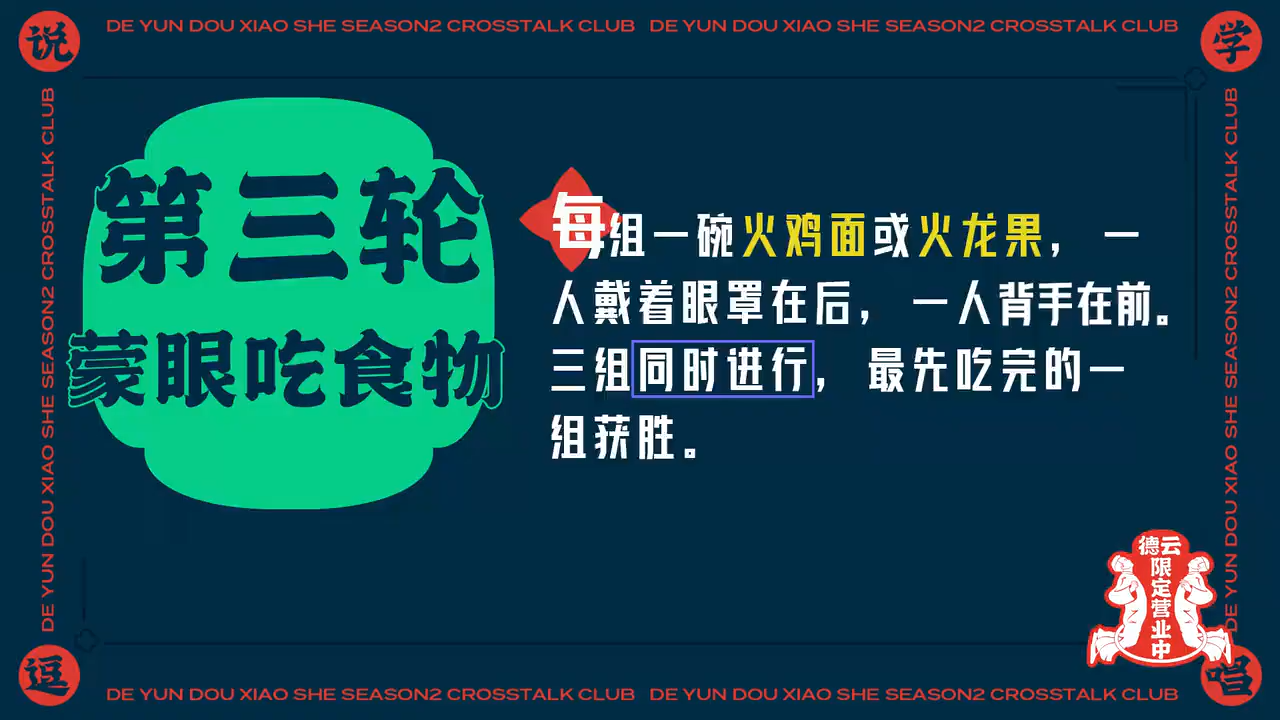 说
DE YUN DOU XIAO SHE SEASON2 CROSSTALK CLUB DE YUN DOU XIAO SHE SEASON2 CROSSTALK CLUB
学
DE YUN DOU XIAO SHE SEASON2 CROSSTALK CLUB
第三轮
蒙眼吃食物
每组一碗火鸡面或火龙果，一
人戴着眼罩在后，一人背手在前。
三组同时进行，最先吃完的一
组获胜。
DE YUN DOU XIAO SHE SEASON2 CROSSTALK CLUB
德云
限定营业中
逗
DE YUN DOU XIAO SHE SEASON2 CROSSTALK CLUB DE YUN DOU XIAO SHE SEASON2 CROSSTALK CLUB
唱